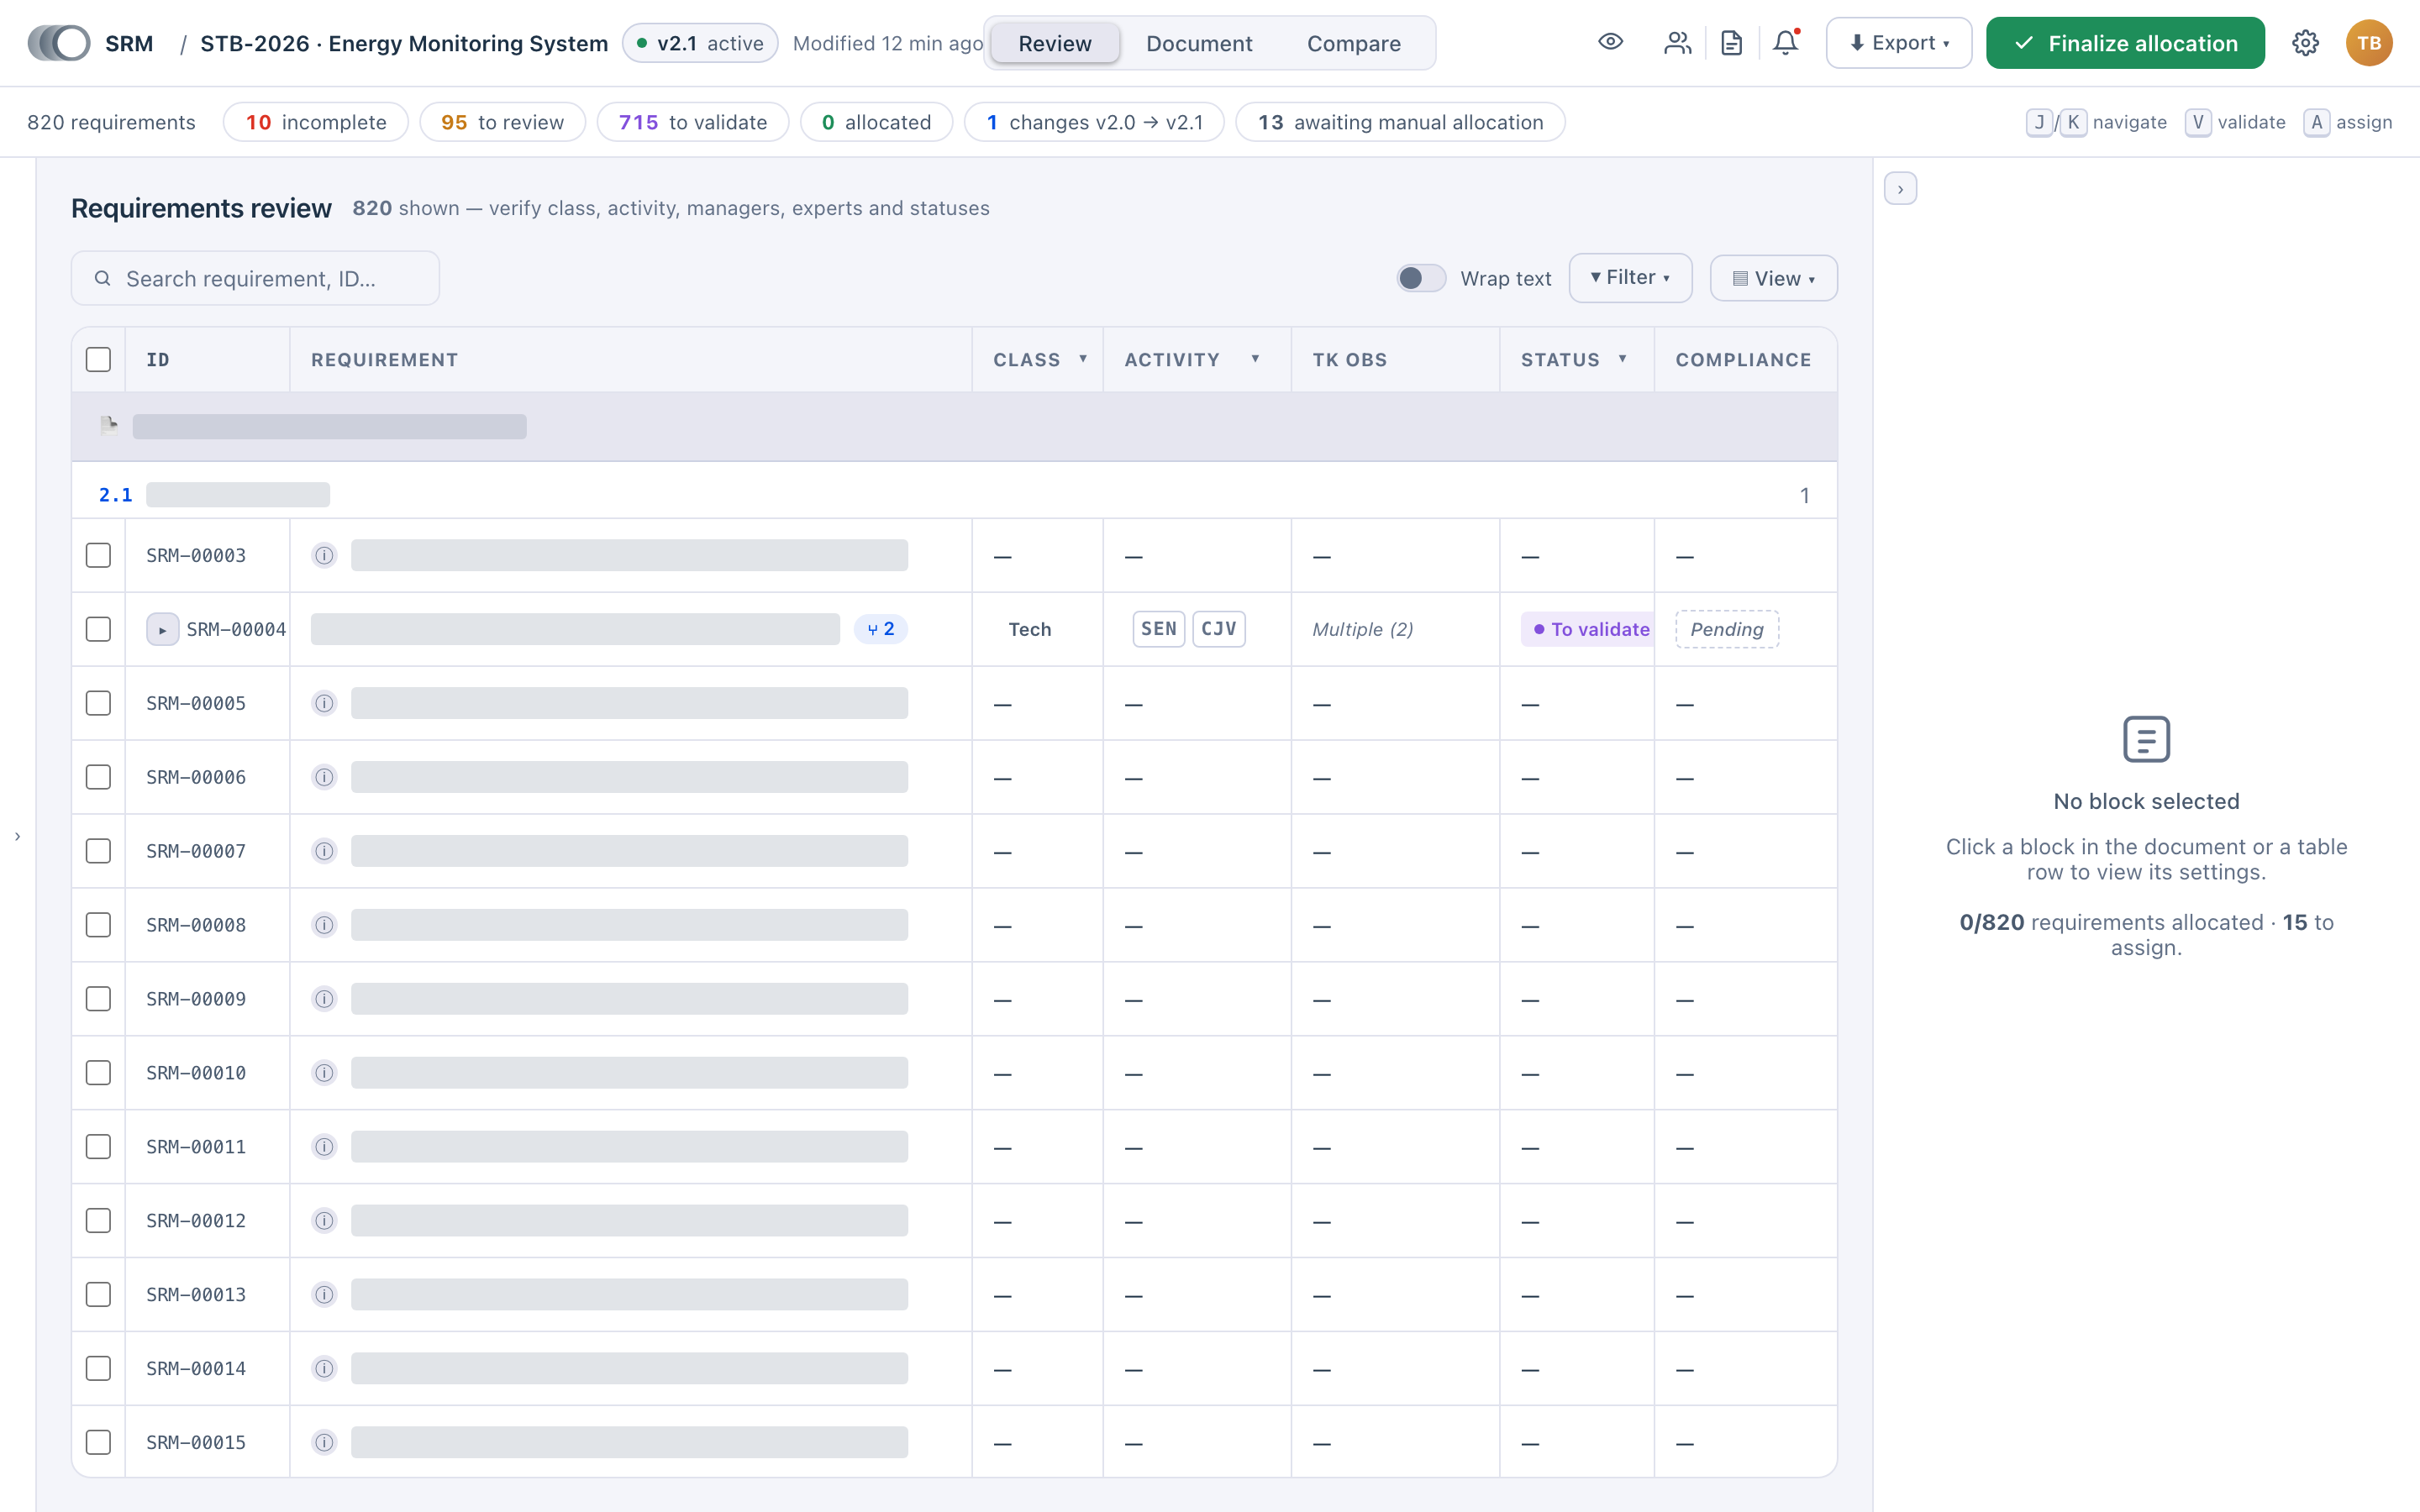 SRM / STB-2026 · Energy Monitoring System v2.1 active Modified 12 min ago Review Document Compare Export Finalize allocation TB
820 requirements 10 incomplete 95 to review 715 to validate 0 allocated 1 changes v2.0 → v2.1 13 awaiting manual allocation J/K navigate V validate A assign
Requirements review 820 shown — verify class, activity, managers, experts and statuses
Search requirement, ID... Wrap text Filter View
ID REQUIREMENT CLASS ACTIVITY TK OBS STATUS COMPLIANCE
2.1 1
SRM-00003 — — — — —
SRM-00004 2 Tech SEN CJV Multiple (2) To validate Pending
SRM-00005 — — — — —
SRM-00006 — — — — —
SRM-00007 — — — — —
SRM-00008 — — — — —
SRM-00009 — — — — —
SRM-00010 — — — — —
SRM-00011 — — — — —
SRM-00012 — — — — —
SRM-00013 — — — — —
SRM-00014 — — — — —
SRM-00015 — — — — —
No block selected
Click a block in the document or a table
row to view its settings.
0/820 requirements allocated · 15 to
assign.